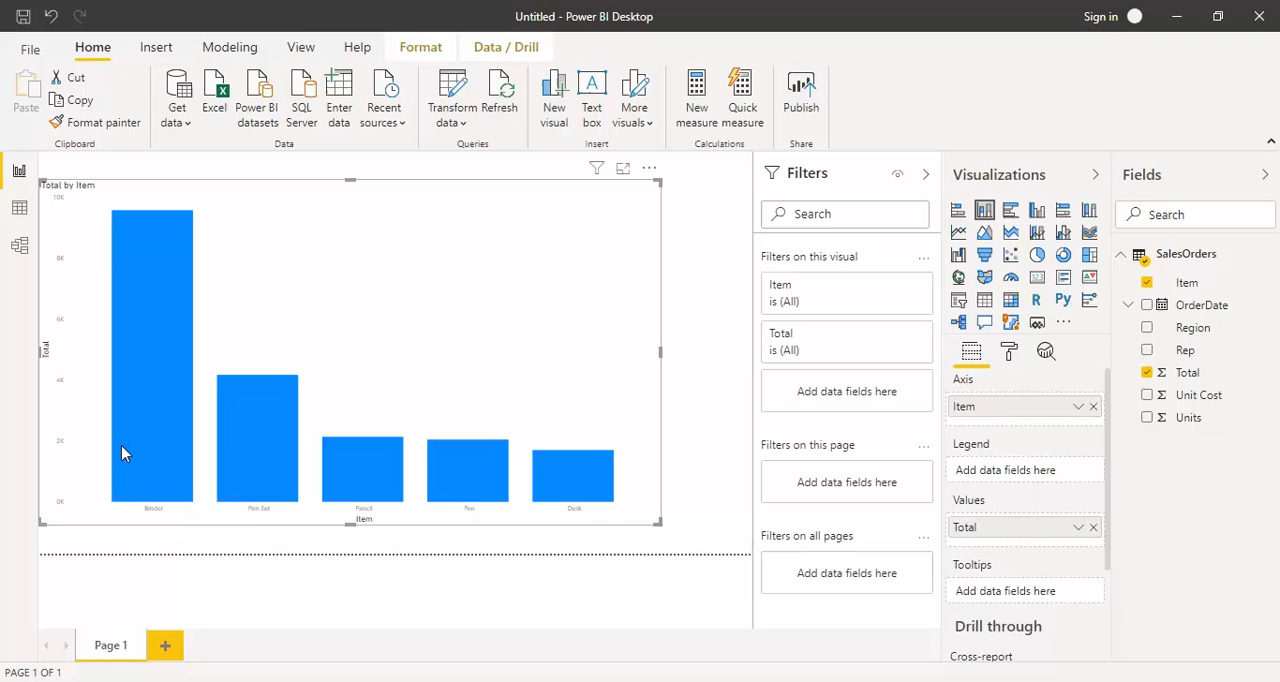 Untitled - Power BI Desktop
Sign in
File
Home
Insert
Modeling
View
Help
Format
Data / Drill
Paste
Cut
Copy
Format painter
Clipboard
Get data
Excel
Power BI datasets
SQL Server
Enter data
Recent sources
Data
Transform data
Refresh
Queries
New visual
Text box
More visuals
Insert
New measure
Quick measure
Calculations
Publish
Share
Total by Item
10K
8K
6K
4K
2K
0K
Total
Binder
Pen Set
Pencil
Pen
Desk
Item
Filters
Search
Filters on this visual
Item
is (All)
Total
is (All)
Add data fields here
Filters on this page
Add data fields here
Filters on all pages
Add data fields here
Visualizations
R
Py
Axis
Item
Legend
Add data fields here
Values
Total
Tooltips
Add data fields here
Drill through
Cross-report
Fields
Search
SalesOrders
Item
OrderDate
Region
Rep
Total
Unit Cost
Units
Page 1
PAGE 1 OF 1